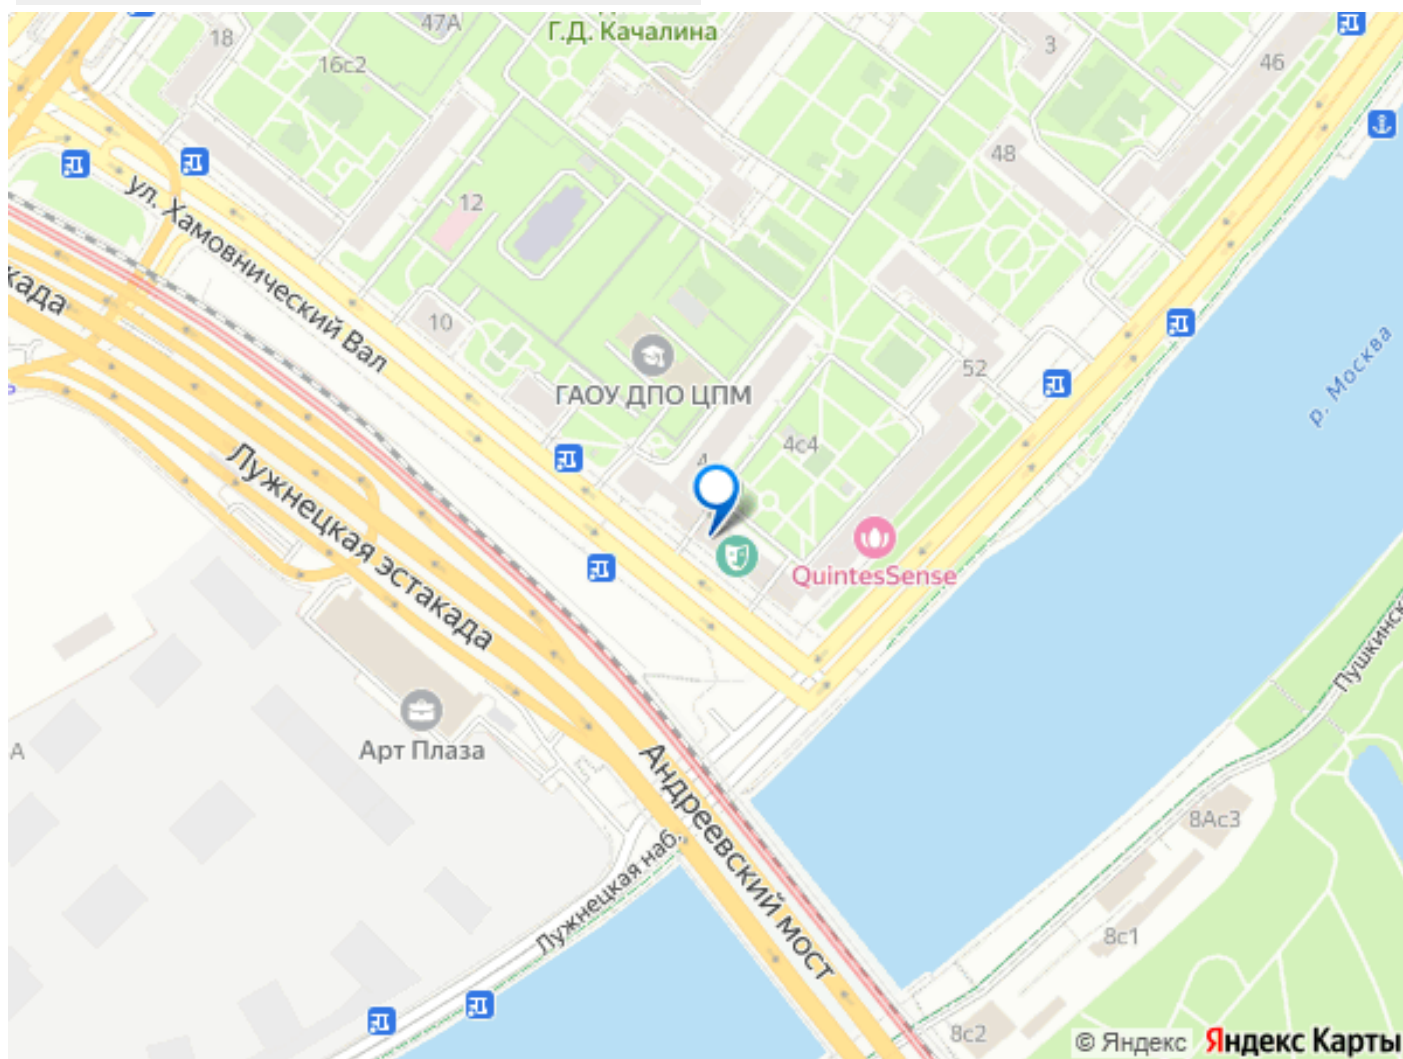 47А
Г.Д. Качалина
18
3
16с2
46
48
ул. Хамовнический Вал
12
када
10
р. Москва
52
ГАОУ ДПО ЦПМ
4с4
4
Лужнецкая эстакада
QuintesSense
Пушкинск
Арт Плаза
А
Андреевский мост
8Ас3
Лужнецкая наб.
8с1
8с2
© Яндекс Яндекс Карты